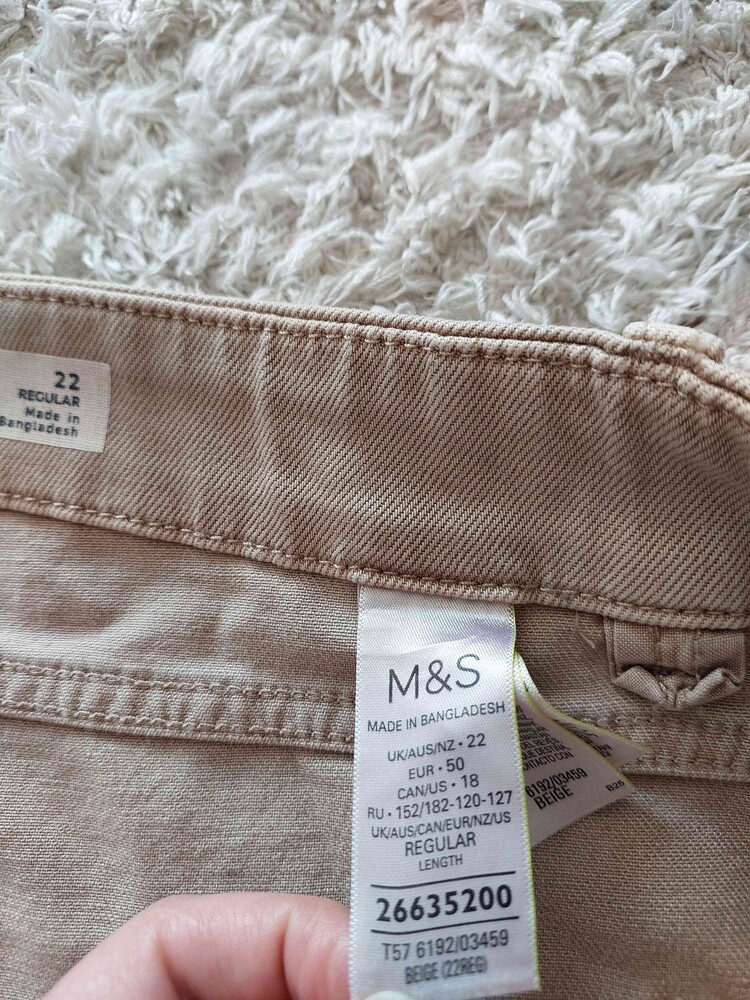 22
REGULAR
Made in
Bangladesh
M&S
MADE IN BANGLADESH
UK/AUS/NZ • 22
EUR • 50
CAN/US • 18
RU • 152/182-120-127
UK/AUS/CAN/EUR/NZ/US
REGULAR
LENGTH
26635200
T57 6192/03459
BEIGE (22REG)
6192/03459
BEIGE
B25